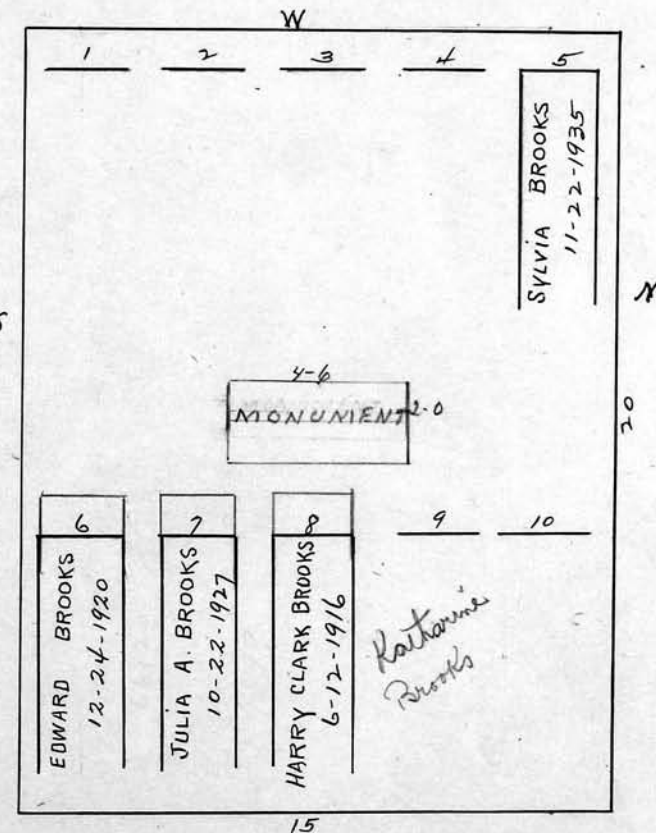 W
1 2 3 4 5
SYLVIA BROOKS
11-22-1935
S
N
4-6
MONUMENT 2-0
20
6 7 8 9 10
EDWARD BROOKS
12-24-1920
JULIA A. BROOKS
10-22-1927
HARRY CLARK BROOKS
6-12-1916
Katharine
Brooks
15